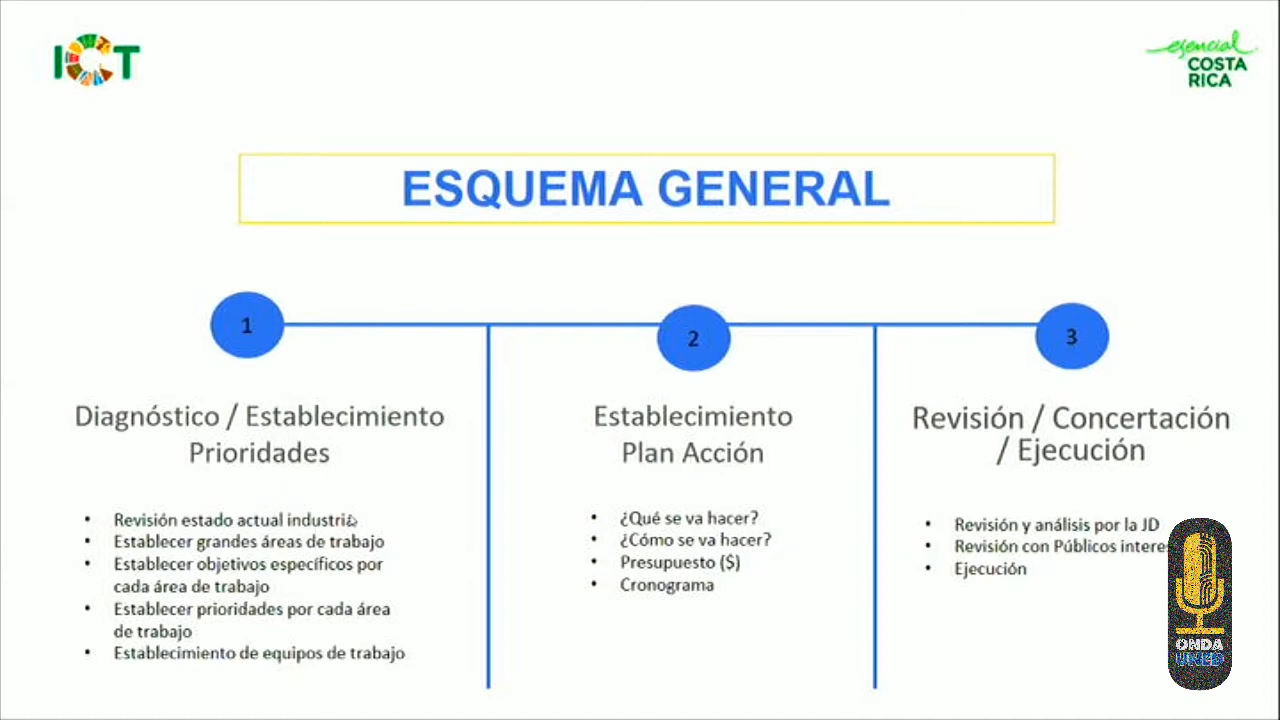 ICT
esencial
COSTA
RICA
ESQUEMA GENERAL
1
2
3
Diagnóstico / Establecimiento
Prioridades
Revisión estado actual industria
Establecer grandes áreas de trabajo
Establecer objetivos específicos por
cada área de trabajo
Establecer prioridades por cada área
de trabajo
Establecimiento de equipos de trabajo
Establecimiento
Plan Acción
¿Qué se va hacer?
¿Cómo se va hacer?
Presupuesto ($)
Cronograma
Revisión / Concertación
/ Ejecución
Revisión y análisis por la JD
Revisión con Públicos interes
Ejecución
ONDA
UNED